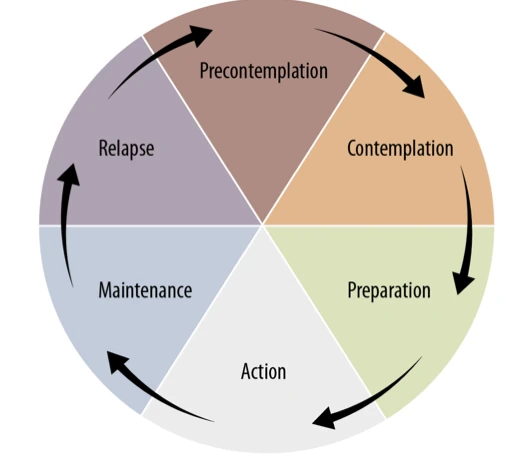 Precontemplation
Contemplation
Preparation
Action
Maintenance
Relapse